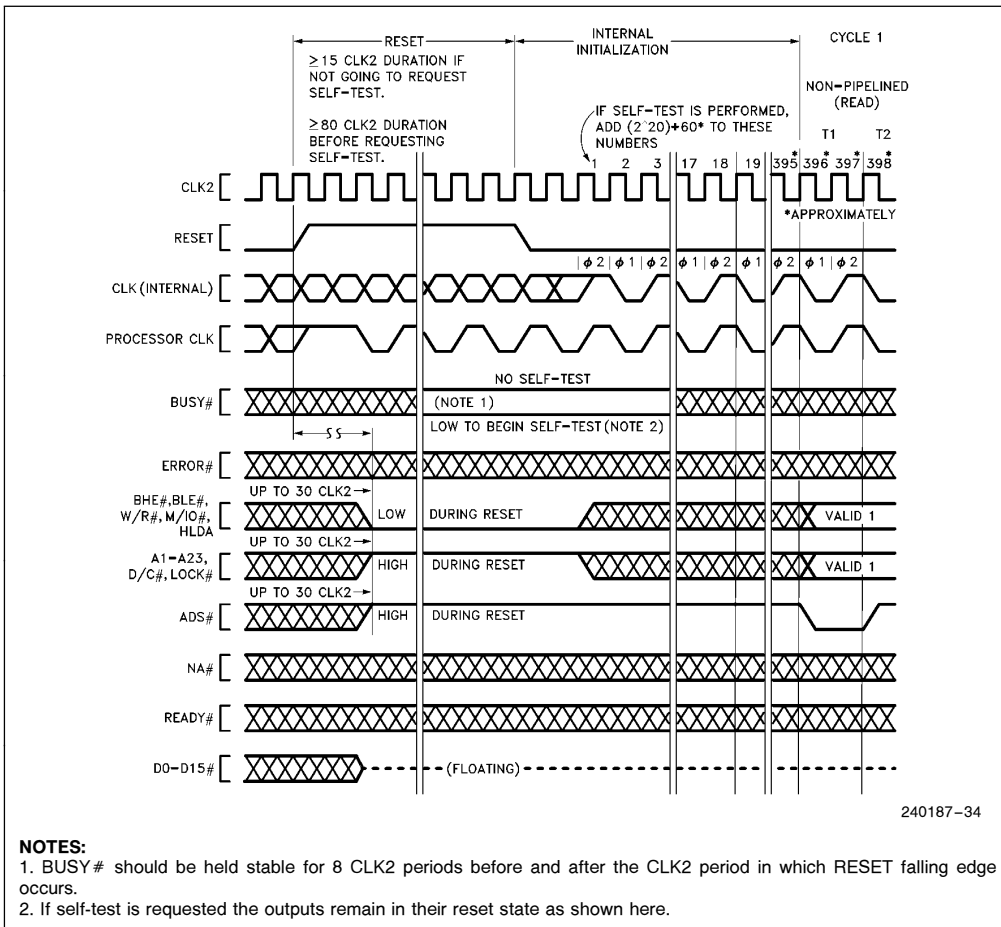 RESET
≥15 CLK2 DURATION IF
NOT GOING TO REQUEST
SELF-TEST.
≥80 CLK2 DURATION
BEFORE REQUESTING
SELF-TEST.
INTERNAL
INITIALIZATION
CYCLE 1
NON-PIPELINED
(READ)
IF SELF-TEST IS PERFORMED,
ADD (2^20)+60* TO THESE
NUMBERS
T1 T2
1 2 3 17 18 19 395* 396* 397* 398*
CLK2
*APPROXIMATELY
RESET
ϕ2 ϕ1 ϕ2 ϕ1 ϕ2 ϕ1 ϕ2 ϕ1 ϕ2
CLK (INTERNAL)
PROCESSOR CLK
NO SELF-TEST
BUSY# (NOTE 1)
LOW TO BEGIN SELF-TEST (NOTE 2)
ERROR#
UP TO 30 CLK2
BHE#,BLE#,
W/R#,M/IO#,
HLDA
LOW DURING RESET VALID 1
UP TO 30 CLK2
A1-A23,
D/C#,LOCK#
HIGH DURING RESET VALID 1
UP TO 30 CLK2
ADS# HIGH DURING RESET
NA#
READY#
D0-D15# (FLOATING)
240187-34
NOTES:
1. BUSY# should be held stable for 8 CLK2 periods before and after the CLK2 period in which RESET falling edge
occurs.
2. If self-test is requested the outputs remain in their reset state as shown here.